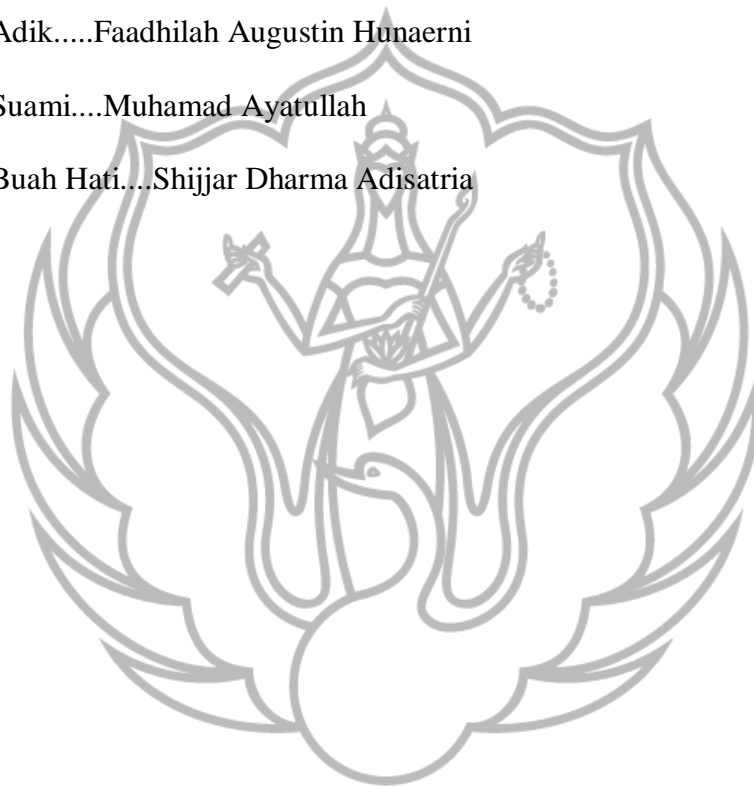 Adik.....Faadhilah Augustin Hunaerni
Suami....Muhamad Ayatullah
Buah Hati....Shijjar Dharma Adisatria